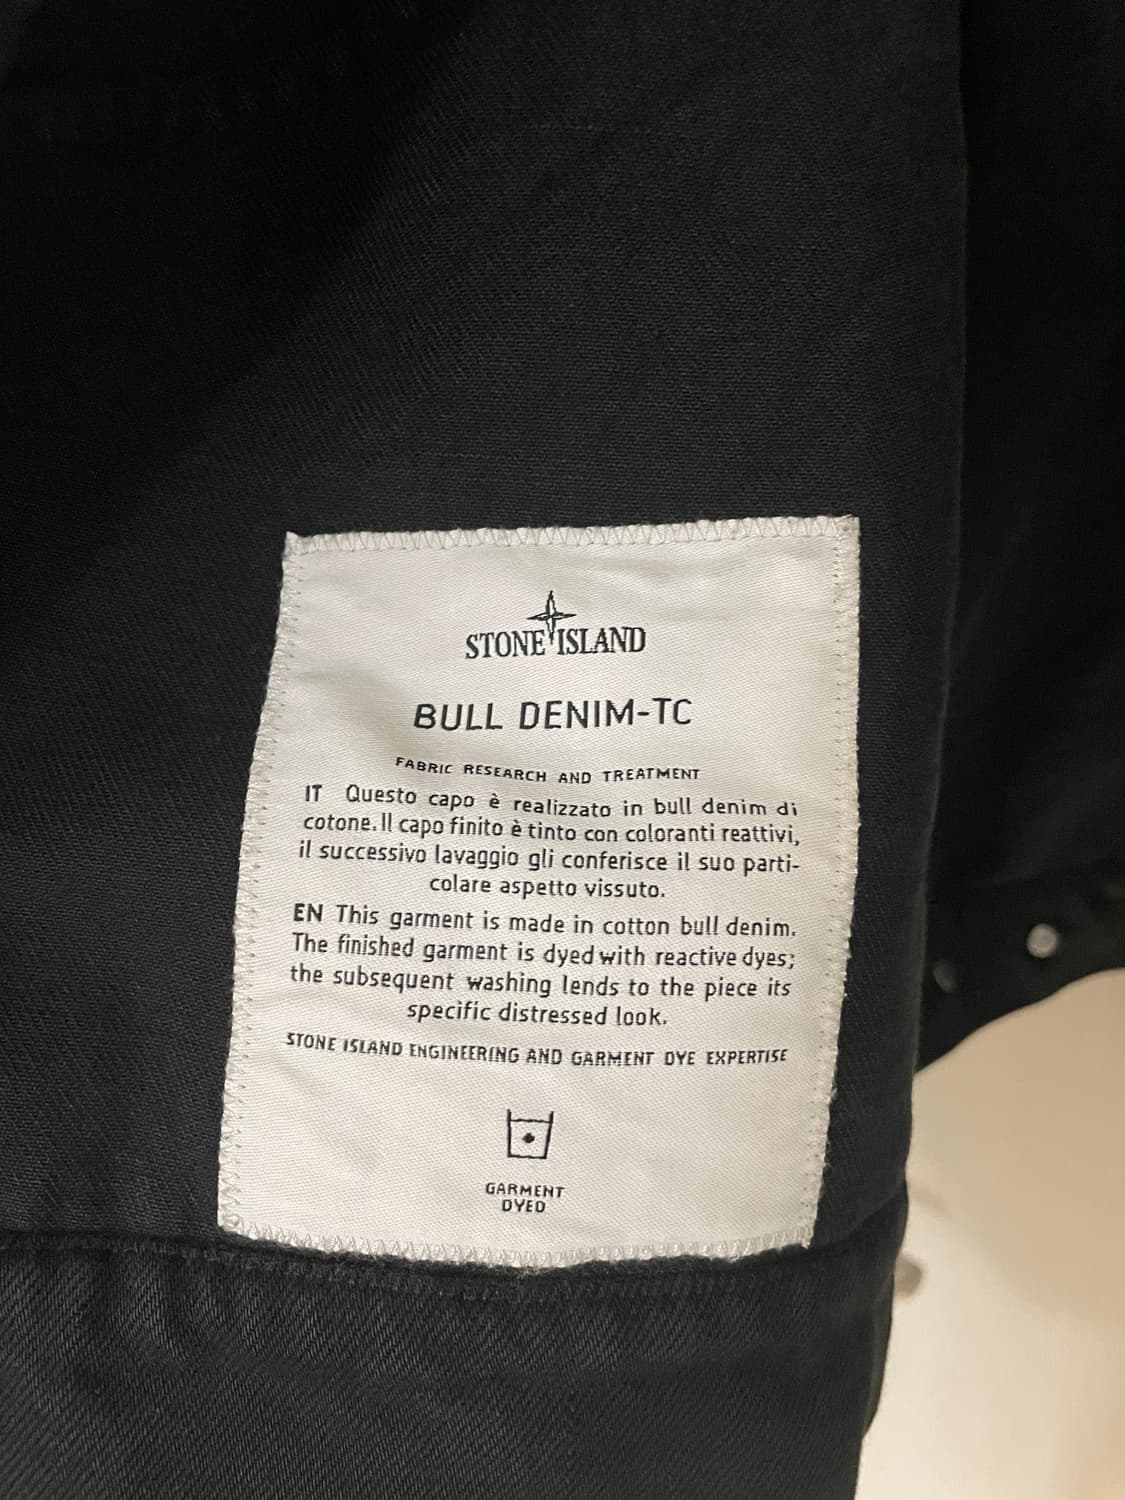 STONE ISLAND
BULL DENIM-TC
FABRIC RESEARCH AND TREATMENT
IT Questo capo è realizzato in bull denim di
cotone. Il capo finito è tinto con coloranti reattivi,
il successivo lavaggio gli conferisce il suo parti-
colare aspetto vissuto.
EN This garment is made in cotton bull denim.
The finished garment is dyed with reactive dyes;
the subsequent washing lends to the piece its
specific distressed look.
STONE ISLAND ENGINEERING AND GARMENT DYE EXPERTISE
GARMENT
DYED